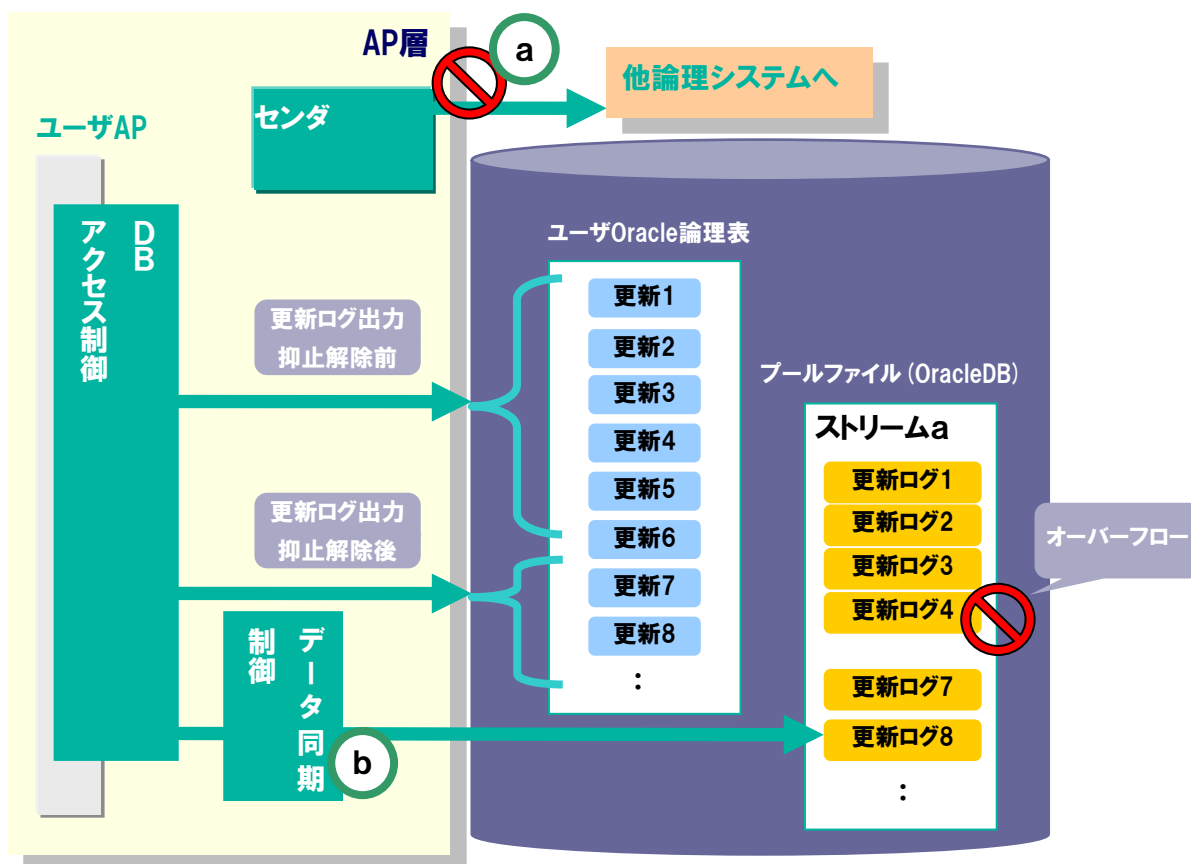 AP層
a
他論理システムへ
センダ
ユーザAP
DB
アクセス制御
ユーザOracle論理表
更新1
更新2
更新3
更新4
更新5
更新6
更新7
更新8
：
更新ログ出力
抑止解除前
更新ログ出力
抑止解除後
プールファイル(OracleDB)
ストリームa
更新ログ1
更新ログ2
更新ログ3
更新ログ4
更新ログ7
更新ログ8
：
オーバーフロー
データ同期
制御
b